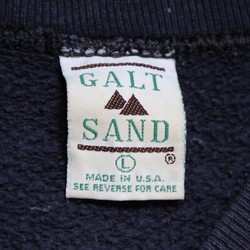 GALT
SAND
L
®
MADE IN U.S.A.
SEE REVERSE FOR CARE